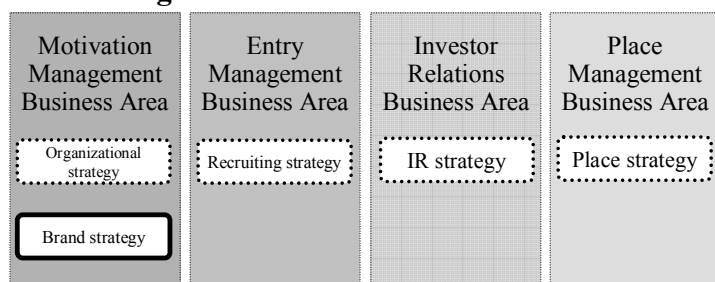 Motivation
Management
Business Area
Organizational
strategy
Brand strategy
Entry
Management
Business Area
Recruiting strategy
Investor
Relations
Business Area
IR strategy
Place
Management
Business Area
Place strategy